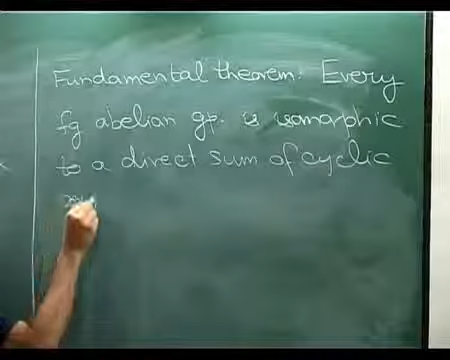 Fundamental theorem: Every
fg abelian gp. is isomorphic
to a direct sum of cyclic